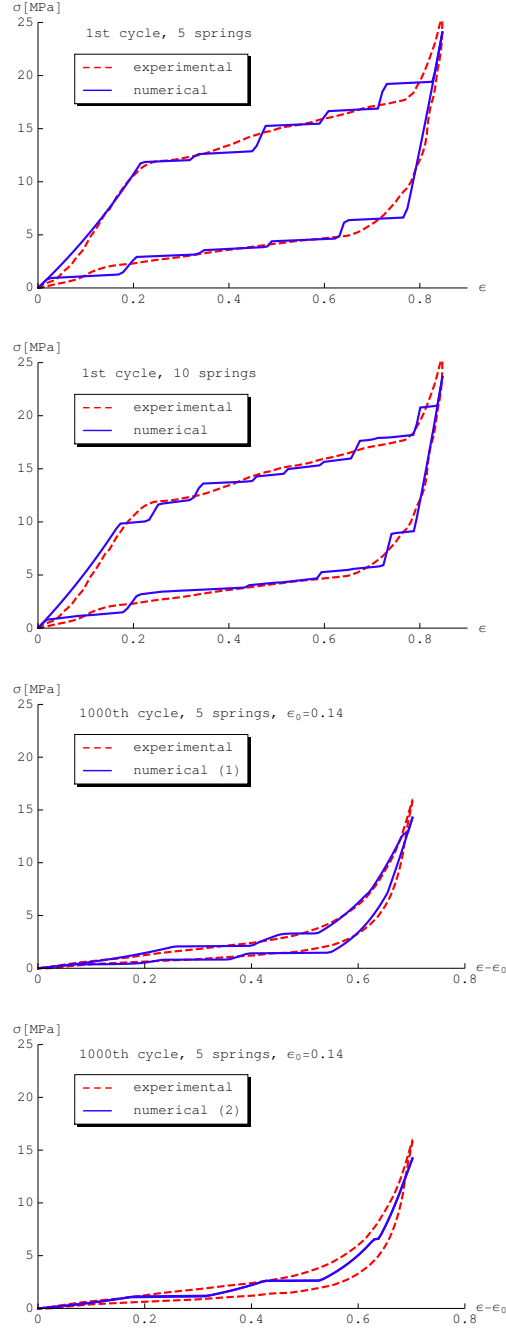 σ[MPa]
25
1st cycle, 5 springs
experimental
numerical
20
15
10
5
0
0 0.2 0.4 0.6 0.8 ϵ
σ[MPa]
25
1st cycle, 10 springs
experimental
numerical
20
15
10
5
0
0 0.2 0.4 0.6 0.8 ϵ
σ[MPa]
25
1000th cycle, 5 springs, ϵ₀=0.14
experimental
numerical (1)
20
15
10
5
0
0 0.2 0.4 0.6 0.8 ϵ-ϵ₀
σ[MPa]
25
1000th cycle, 5 springs, ϵ₀=0.14
experimental
numerical (2)
20
15
10
5
0
0 0.2 0.4 0.6 0.8 ϵ-ϵ₀